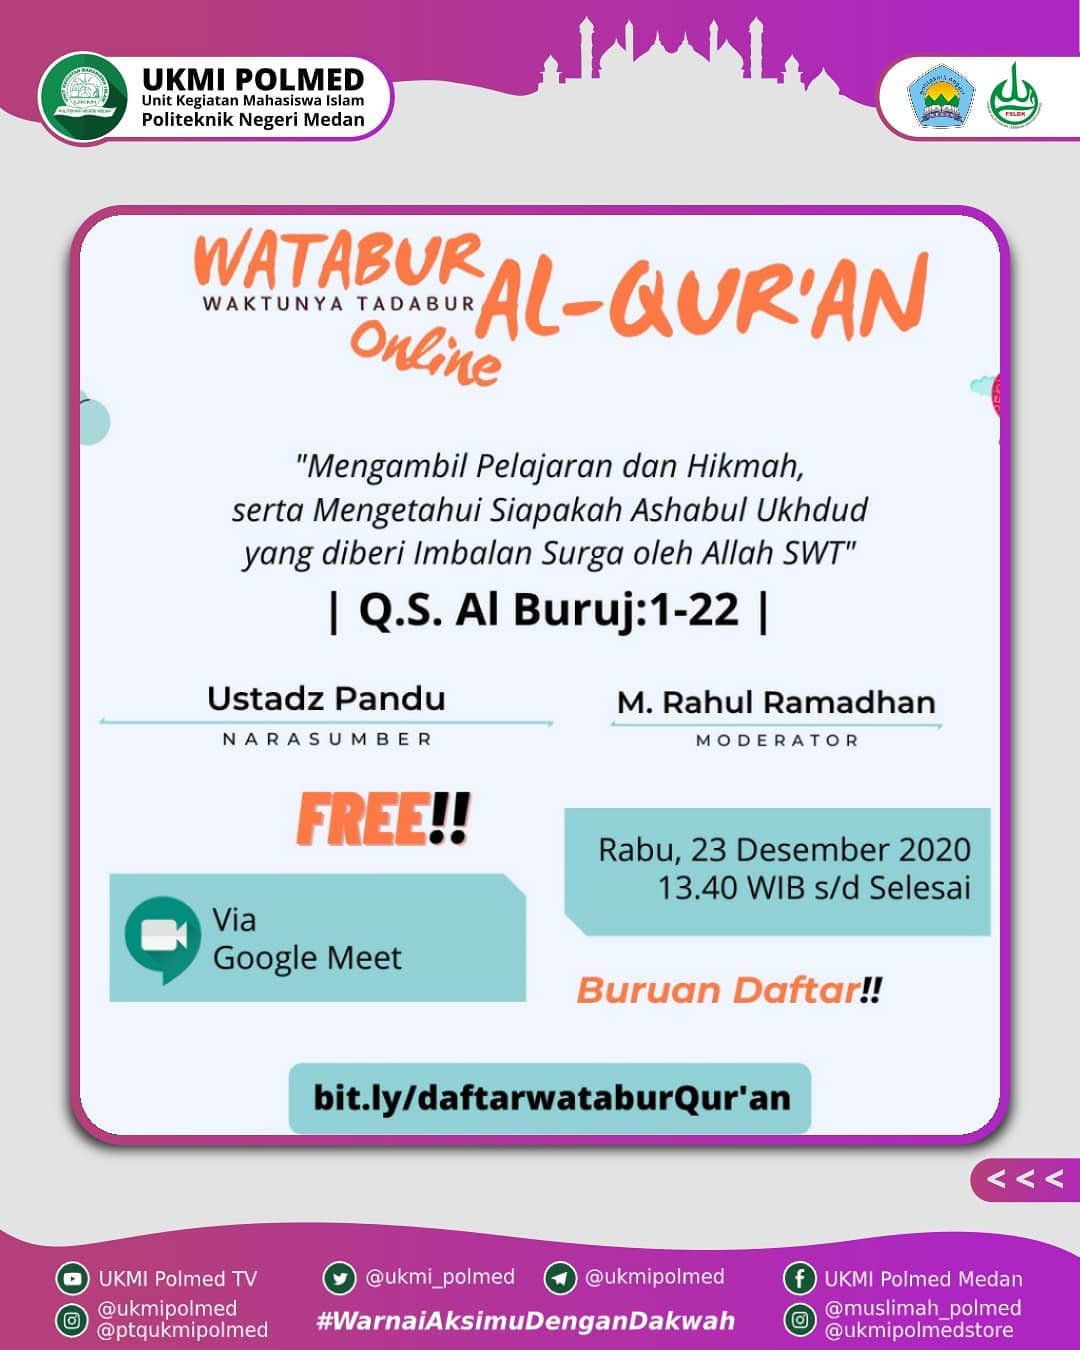 UKMI POLMED
Unit Kegiatan Mahasiswa Islam
Politeknik Negeri Medan
UKMI
FSLDK
WATABUR
WAKTUNYA TADABUR
AL-QUR'AN
Online
"Mengambil Pelajaran dan Hikmah,
serta Mengetahui Siapakah Ashabul Ukhdud
yang diberi Imbalan Surga oleh Allah SWT"
| Q.S. Al Buruj:1-22 |
Ustadz Pandu
NARASUMBER
M. Rahul Ramadhan
MODERATOR
FREE!!
Rabu, 23 Desember 2020
13.40 WIB s/d Selesai
Via
Google Meet
Buruan Daftar!!
bit.ly/daftarwataburQur'an
< < <
UKMI Polmed TV
@ukmi_polmed
@ukmipolmed
UKMI Polmed Medan
@ukmipolmed
@ptqukmipolmed
#WarnaiAksimuDenganDakwah
@muslimah_polmed
@ukmipolmedstore